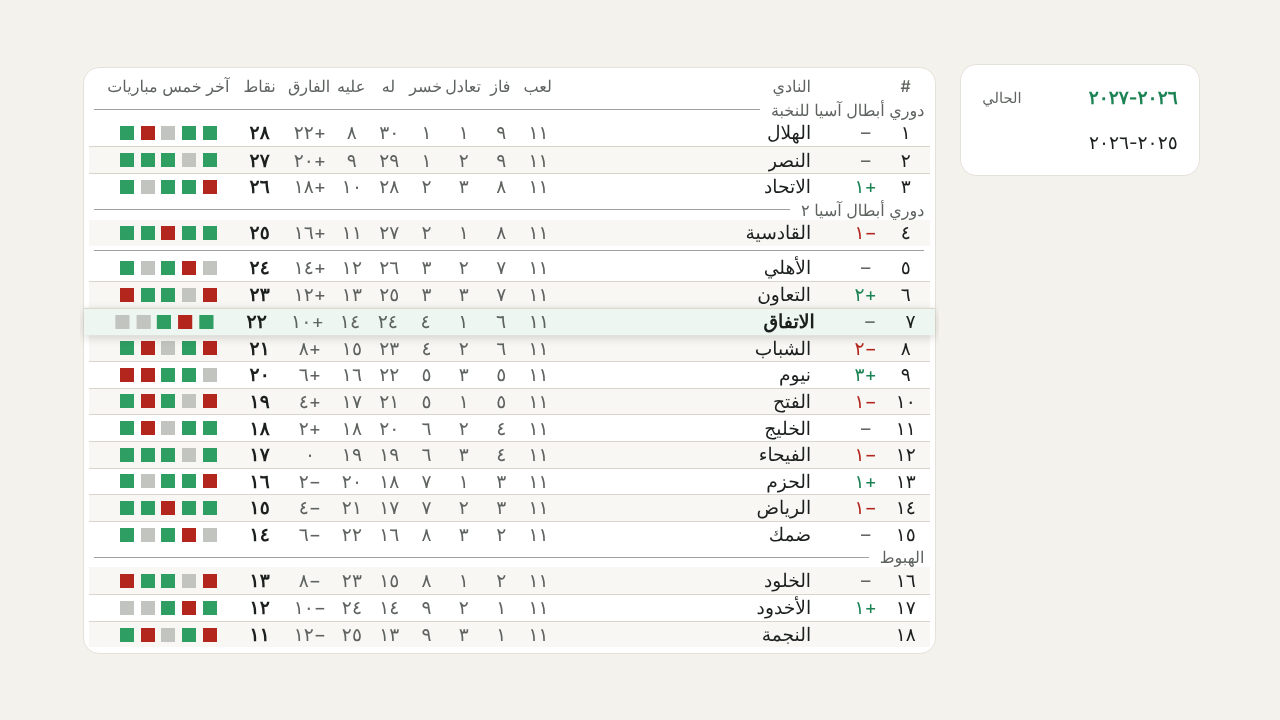 # النادي لعب فاز تعادل خسر له عليه الفارق نقاط آخر خمس مباريات
دوري أبطال آسيا للنخبة
١ – الهلال ١١ ٩ ١ ١ ٣٠ ٨ +٢٢ ٢٨
٢ – النصر ١١ ٩ ٢ ١ ٢٩ ٩ +٢٠ ٢٧
٣ +١ الاتحاد ١١ ٨ ٣ ٢ ٢٨ ١٠ +١٨ ٢٦
دوري أبطال آسيا ٢
٤ –١ القادسية ١١ ٨ ١ ٢ ٢٧ ١١ +١٦ ٢٥
٥ – الأهلي ١١ ٧ ٢ ٣ ٢٦ ١٢ +١٤ ٢٤
٦ +٢ التعاون ١١ ٧ ٣ ٣ ٢٥ ١٣ +١٢ ٢٣
٧ – الاتفاق ١١ ٦ ١ ٤ ٢٤ ١٤ +١٠ ٢٢
٨ –٢ الشباب ١١ ٦ ٢ ٤ ٢٣ ١٥ +٨ ٢١
٩ +٣ نيوم ١١ ٥ ٣ ٥ ٢٢ ١٦ +٦ ٢٠
١٠ –١ الفتح ١١ ٥ ١ ٥ ٢١ ١٧ +٤ ١٩
١١ – الخليج ١١ ٤ ٢ ٦ ٢٠ ١٨ +٢ ١٨
١٢ –١ الفيحاء ١١ ٤ ٣ ٦ ١٩ ١٩ ٠ ١٧
١٣ +١ الحزم ١١ ٣ ١ ٧ ١٨ ٢٠ –٢ ١٦
١٤ –١ الرياض ١١ ٣ ٢ ٧ ١٧ ٢١ –٤ ١٥
١٥ – ضمك ١١ ٢ ٣ ٨ ١٦ ٢٢ –٦ ١٤
الهبوط
١٦ – الخلود ١١ ٢ ١ ٨ ١٥ ٢٣ –٨ ١٣
١٧ +١ الأخدود ١١ ١ ٢ ٩ ١٤ ٢٤ –١٠ ١٢
١٨ النجمة ١١ ١ ٣ ٩ ١٣ ٢٥ –١٢ ١١
٢٠٢٦-٢٠٢٧ الحالي
٢٠٢٥-٢٠٢٦